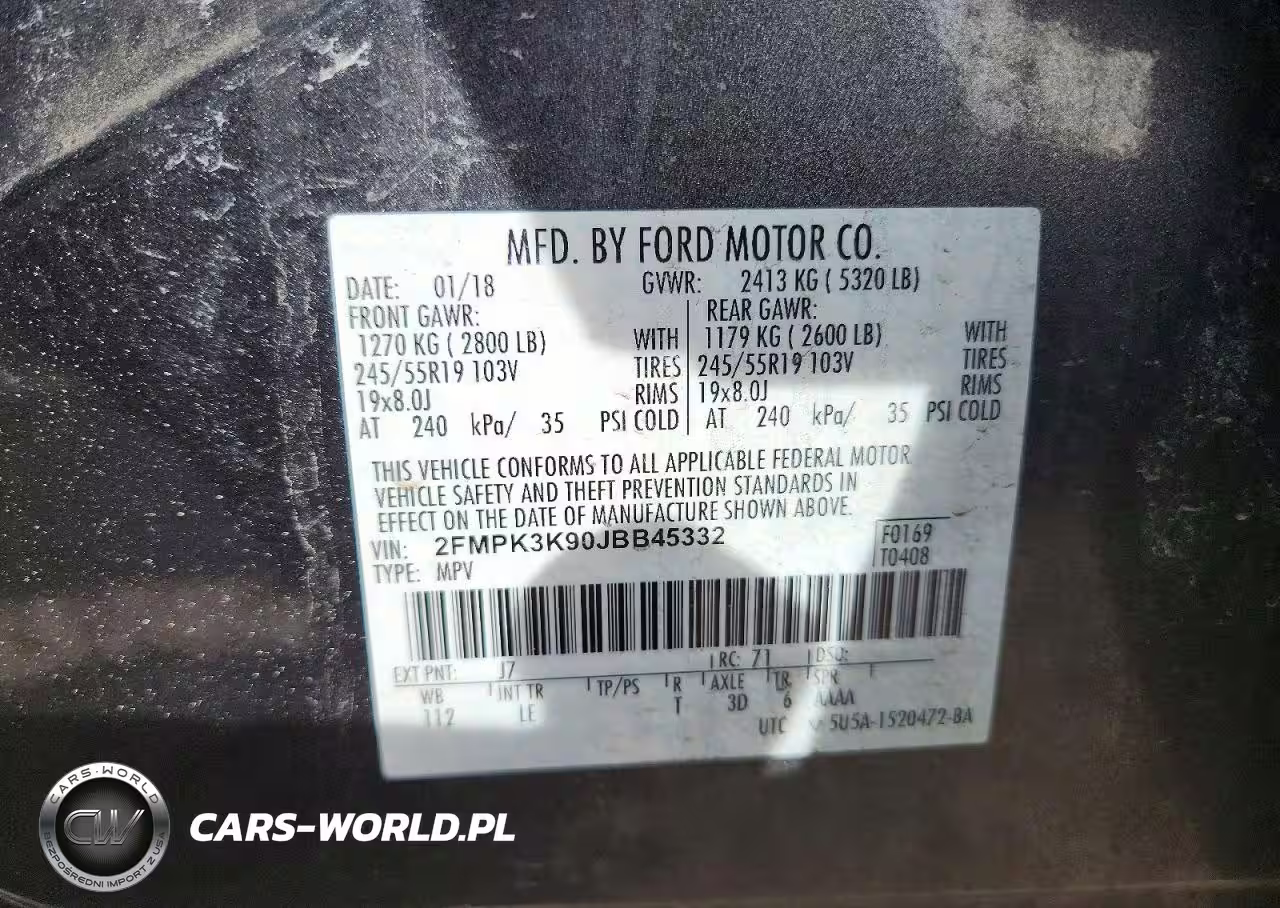 MFD. BY FORD MOTOR CO.
DATE: 01/18 GVWR: 2413 KG ( 5320 LB)
FRONT GAWR: REAR GAWR:
1270 KG ( 2800 LB) WITH 1179 KG ( 2600 LB) WITH
245/55R19 103V TIRES 245/55R19 103V TIRES
19x8.0J RIMS 19x8.0J RIMS
AT 240 kPa/ 35 PSI COLD AT 240 kPa/ 35 PSI COLD
THIS VEHICLE CONFORMS TO ALL APPLICABLE FEDERAL MOTOR
VEHICLE SAFETY AND THEFT PREVENTION STANDARDS IN
EFFECT ON THE DATE OF MANUFACTURE SHOWN ABOVE.
VIN: 2FMPK3K90JBB45332 F0169
TYPE: MPV T0408
EXT PNT: J7 RC: 71 DSO:
WB INT TR TP/PS R AXLE TR SPR
112 LE T 3D 6 AAAA
UTC 5U5A-1520472-BA
CARS-WORLD
CW
BEZPOŚREDNI IMPORT Z USA
CARS-WORLD.PL